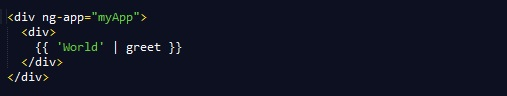 <div ng-app="myApp">
  <div>
    {{ 'World' | greet }}
  </div>
</div>